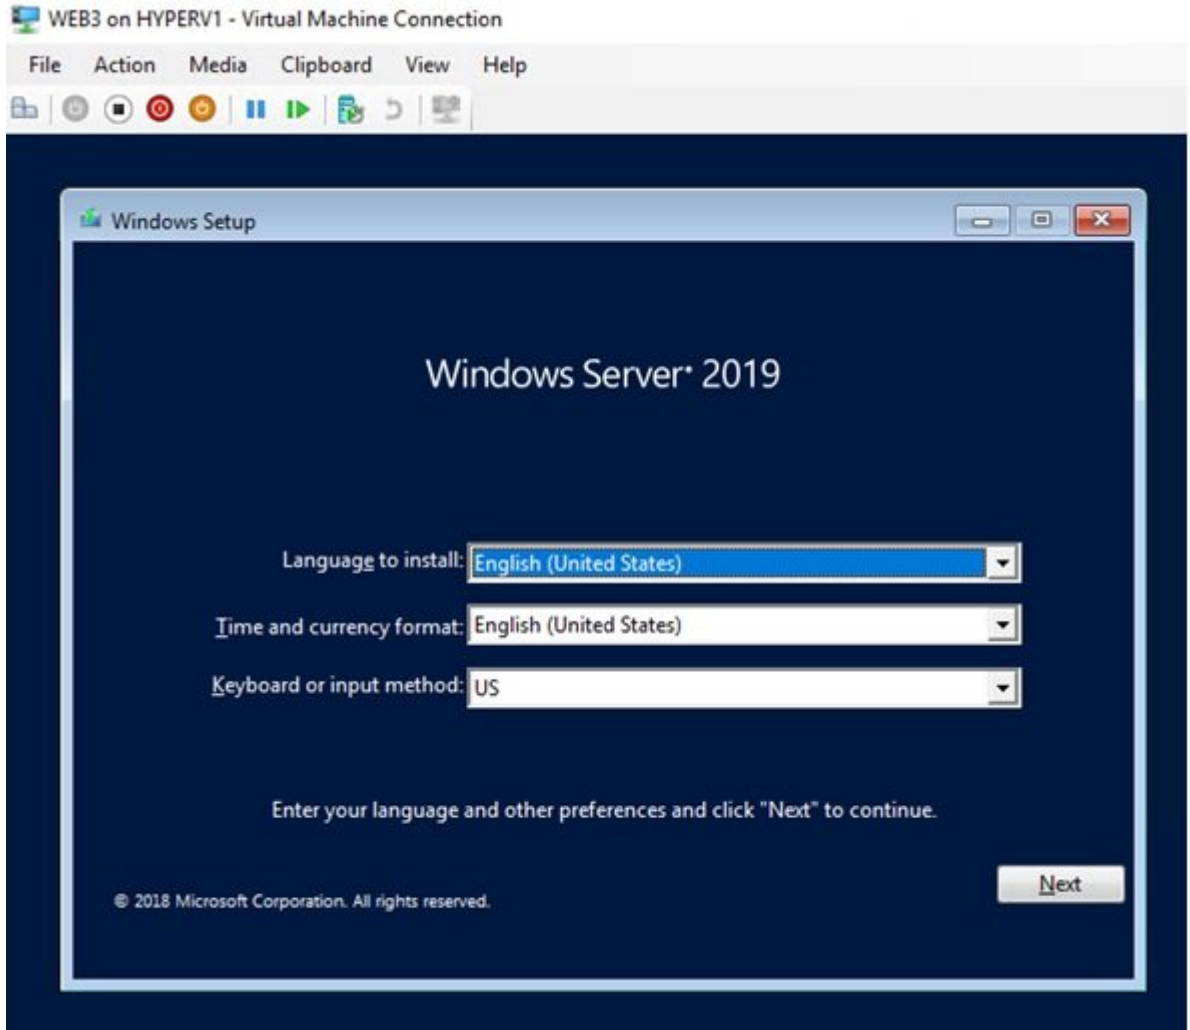 WEB3 on HYPERV1 - Virtual Machine Connection
File Action Media Clipboard View Help
Windows Setup
Windows Server• 2019
Language to install: English (United States)
Time and currency format: English (United States)
Keyboard or input method: US
Enter your language and other preferences and click "Next" to continue.
Next
© 2018 Microsoft Corporation. All rights reserved.